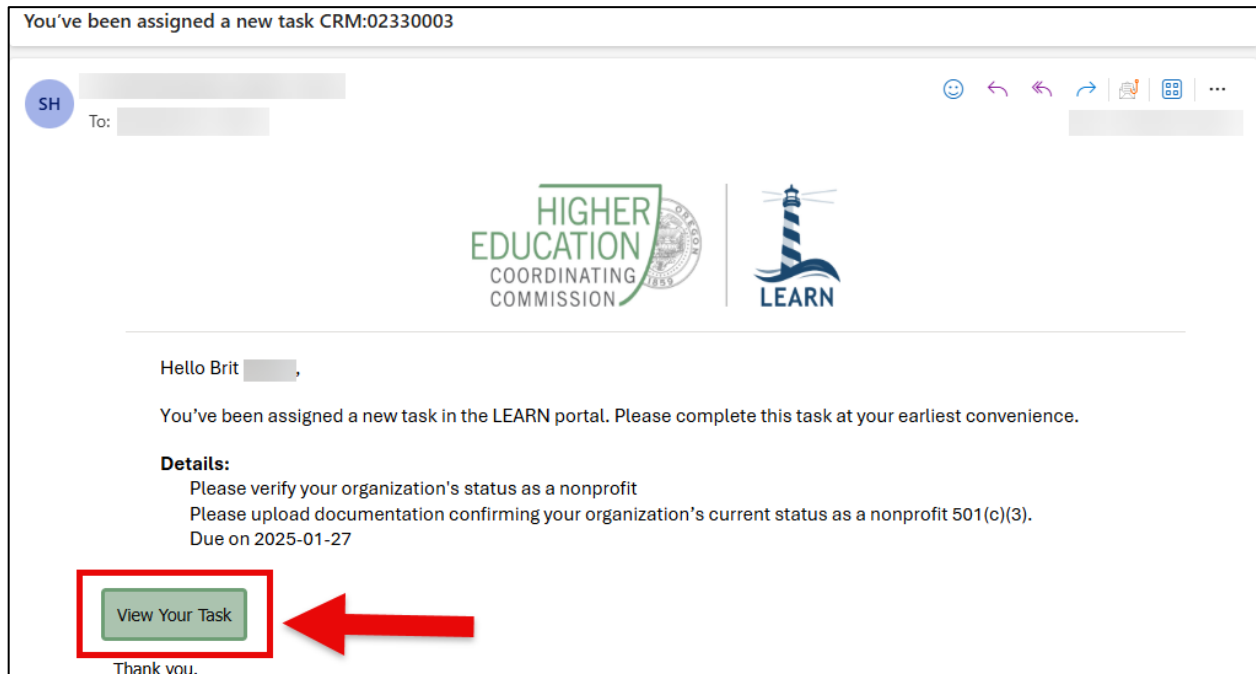 You've been assigned a new task CRM:02330003
SH
To:
HIGHER
EDUCATION
COORDINATING
COMMISSION
OREGON
1859
LEARN
Hello Brit ,
You've been assigned a new task in the LEARN portal. Please complete this task at your earliest convenience.
Details:
Please verify your organization's status as a nonprofit
Please upload documentation confirming your organization's current status as a nonprofit 501(c)(3).
Due on 2025-01-27
View Your Task
Thank you,